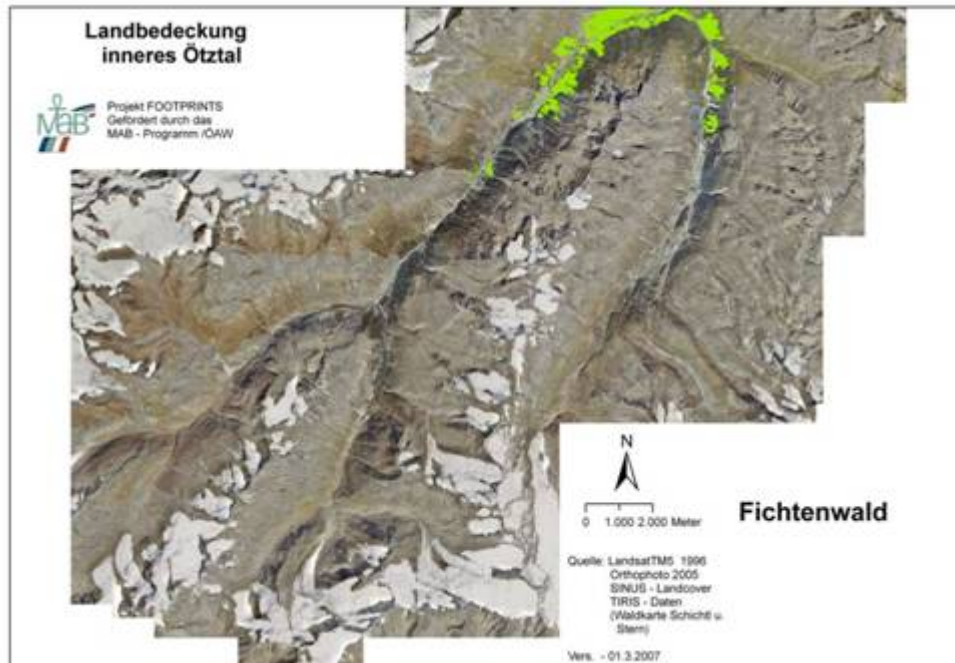 Landbedeckung
inneres Ötztal
MaB
Projekt FOOTPRINTS
Gefördert durch das
MAB - Programm /ÖAW
N
0 1.000 2.000 Meter
Fichtenwald
Quelle: LandsatTM5 1996
Orthophoto 2005
SINUS - Landcover
TIRIS - Daten
(Waldkarte Schichtl u.
Stern)
Vers. - 01.3.2007